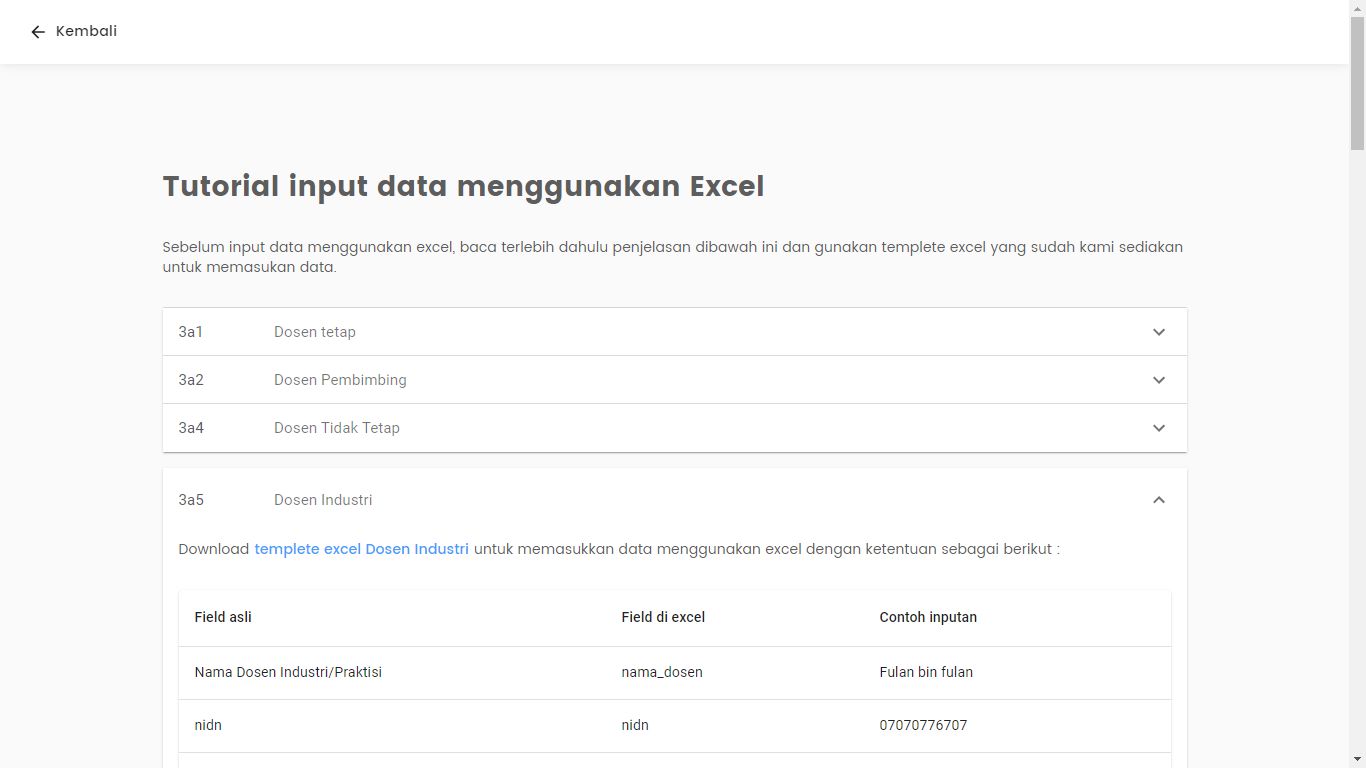 Kembali
Tutorial input data menggunakan Excel
Sebelum input data menggunakan excel, baca terlebih dahulu penjelasan dibawah ini dan gunakan templete excel yang sudah kami sediakan
untuk memasukan data.
3a1 Dosen tetap
3a2 Dosen Pembimbing
3a4 Dosen Tidak Tetap
3a5 Dosen Industri
Download templete excel Dosen Industri untuk memasukkan data menggunakan excel dengan ketentuan sebagai berikut :
Field asli Field di excel Contoh inputan
Nama Dosen Industri/Praktisi nama_dosen Fulan bin fulan
nidn nidn 07070776707